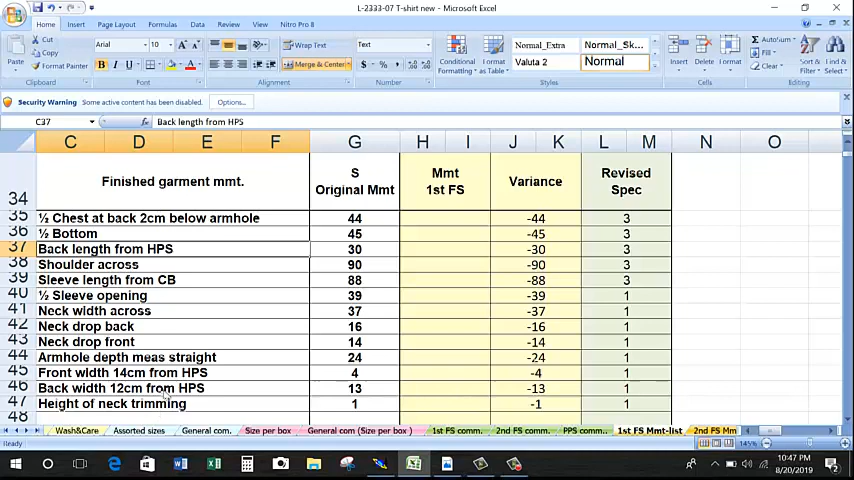 L-2333-07 T-shirt new - Microsoft Excel
Home Insert Page Layout Formulas Data Review View Nitro Pro 8
Cut Arial 10 Wrap Text Text Normal_Extra Normal_Sk... AutoSum
Paste Copy Fill
Format Painter Merge & Center Conditional Formatting Format as Table Valuta 2 Normal Insert Delete Format Clear Sort & Filter Find & Select
Clipboard Font Alignment Number Styles Cells Editing
Security Warning Some active content has been disabled. Options...
C37 fx Back length from HPS
C D E F G H I J K L M N O
34 Finished garment mmt. S Original Mmt Mmt 1st FS Variance Revised Spec
35 ½ Chest at back 2cm below armhole 44 -44 3
36 ½ Bottom 45 -45 3
37 Back length from HPS 30 -30 3
38 Shoulder across 90 -90 3
39 Sleeve length from CB 88 -88 3
40 ½ Sleeve opening 39 -39 1
41 Neck width across 37 -37 1
42 Neck drop back 16 -16 1
43 Neck drop front 14 -14 1
44 Armhole depth meas straight 24 -24 1
45 Front width 14cm from HPS 4 -4 1
46 Back width 12cm from HPS 13 -13 1
47 Height of neck trimming 1 -1 1
48
Wash&Care Assorted sizes General com. Size per box General com (Size per box ) 1st FS comm. 2nd FS comm. PPS comm. 1st FS Mmt-list 2nd FS Mm
Ready 145%
10:47 PM
8/20/2019
2